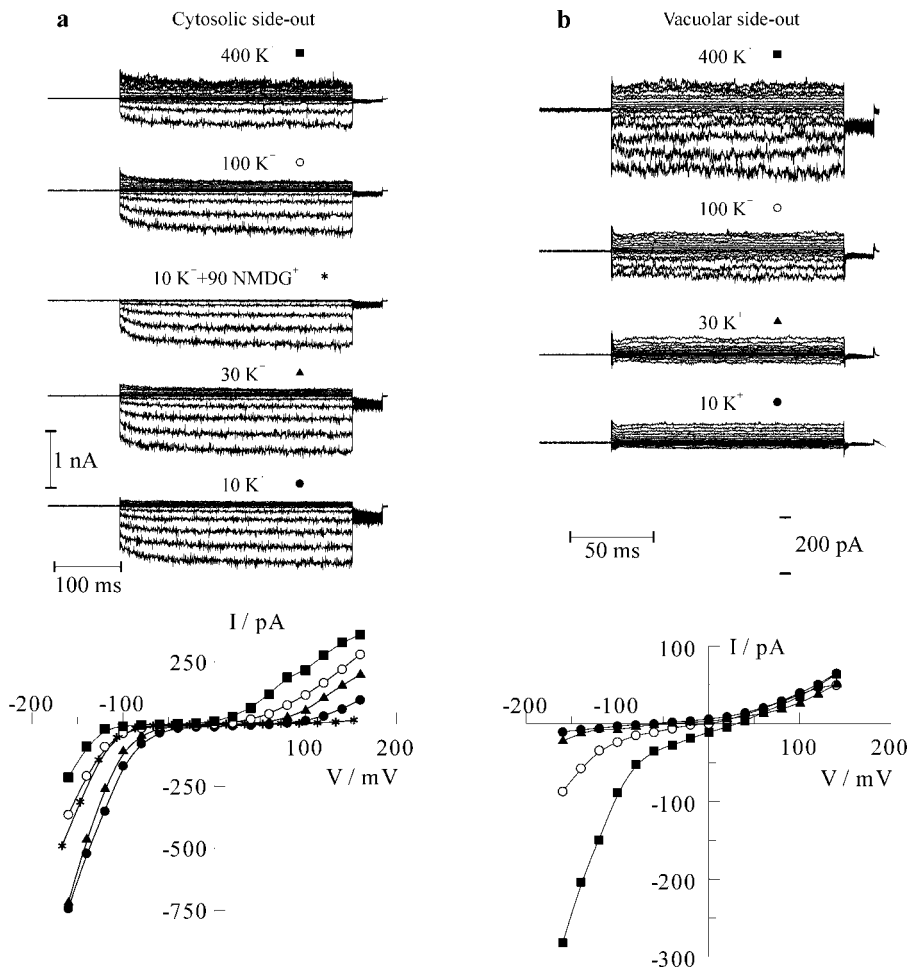 a
Cytosolic side-out
400 K
100 K⁻
10 K⁻+90 NMDG⁺ *
30 K⁻
1 nA
10 K
100 ms
I / pA
250
-200
-100
100
200
V / mV
-250
-500
-750
b
Vacuolar side-out
400 K
100 K⁻
30 K⁺
10 K⁺
50 ms
200 pA
100
I / pA
-200
-100
100
200
V / mV
-100
-200
-300